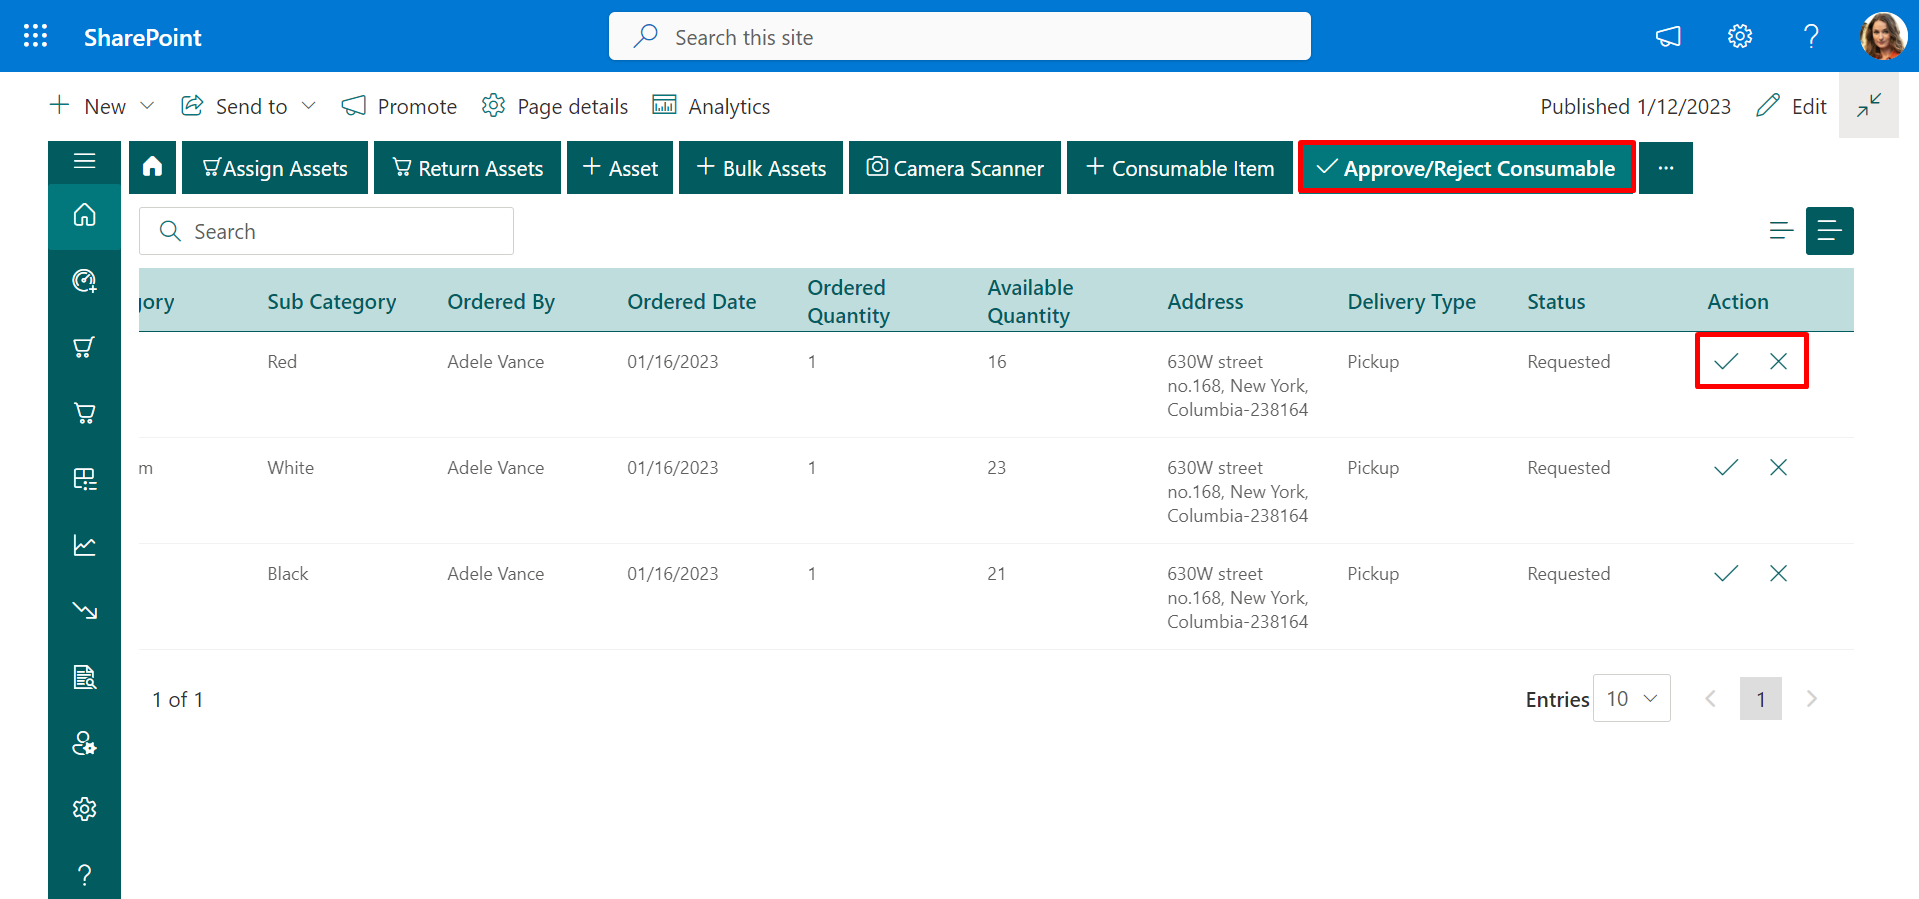 SharePoint
Search this site
New
Send to
Promote
Page details
Analytics
Published 1/12/2023
Edit
Assign Assets
Return Assets
+ Asset
+ Bulk Assets
Camera Scanner
+ Consumable Item
Approve/Reject Consumable
...
Search
gory
Sub Category
Ordered By
Ordered Date
Ordered
Quantity
Available
Quantity
Address
Delivery Type
Status
Action
Red
Adele Vance
01/16/2023
1
16
630W street
no.168, New York,
Columbia-238164
Pickup
Requested
m
White
Adele Vance
01/16/2023
1
23
630W street
no.168, New York,
Columbia-238164
Pickup
Requested
Black
Adele Vance
01/16/2023
1
21
630W street
no.168, New York,
Columbia-238164
Pickup
Requested
1 of 1
Entries
10
1